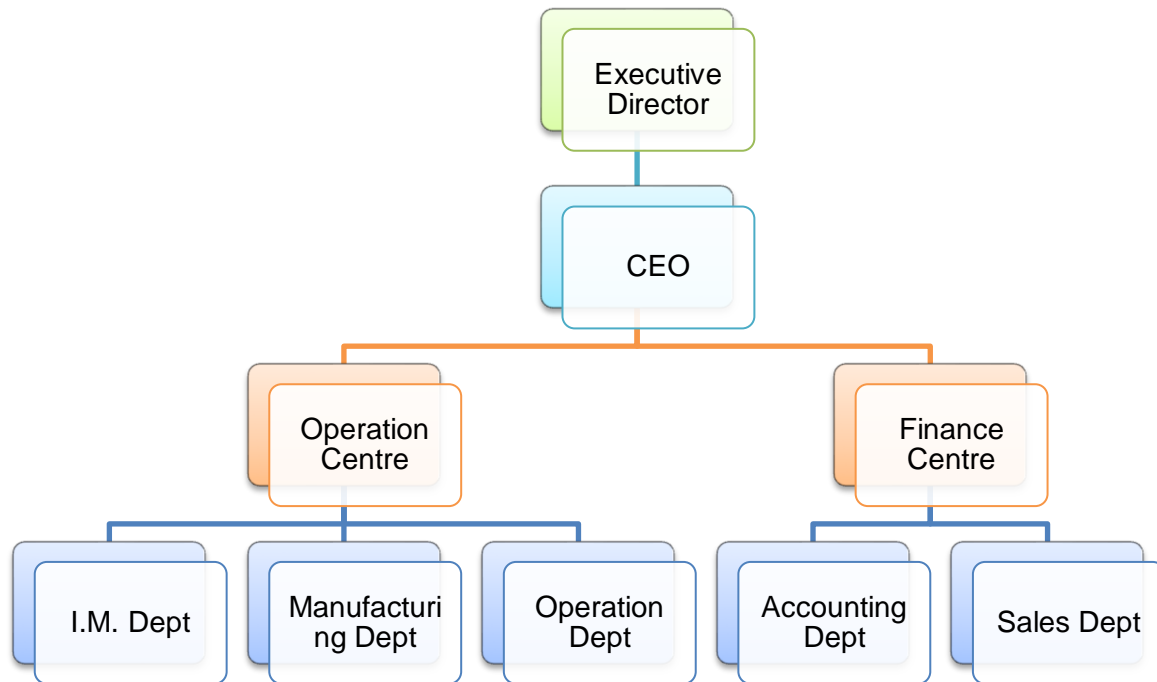 Executive
Director
CEO
Operation
Centre
Finance
Centre
I.M. Dept
Manufacturi
ng Dept
Operation
Dept
Accounting
Dept
Sales Dept